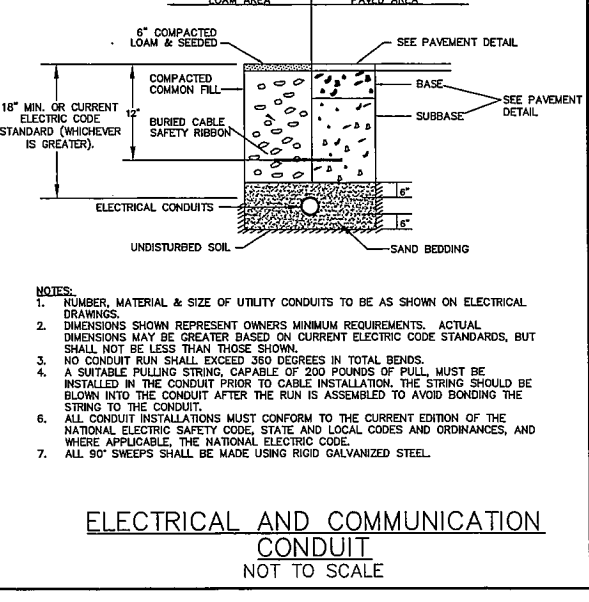 LOAM AREA
PAVED AREA
6" COMPACTED
LOAM & SEEDED
SEE PAVEMENT DETAIL
COMPACTED
COMMON FILL
BASE
SEE PAVEMENT
DETAIL
18" MIN. OR CURRENT
ELECTRIC CODE
STANDARD (WHICHEVER
IS GREATER).
12"
SUBBASE
BURIED CABLE
SAFETY RIBBON
6"
ELECTRICAL CONDUITS
6"
UNDISTURBED SOIL
SAND BEDDING
NOTES:
1. NUMBER, MATERIAL & SIZE OF UTILITY CONDUITS TO BE AS SHOWN ON ELECTRICAL
DRAWINGS.
2. DIMENSIONS SHOWN REPRESENT OWNERS MINIMUM REQUIREMENTS. ACTUAL
DIMENSIONS MAY BE GREATER BASED ON CURRENT ELECTRIC CODE STANDARDS, BUT
SHALL NOT BE LESS THAN THOSE SHOWN.
3. NO CONDUIT RUN SHALL EXCEED 360 DEGREES IN TOTAL BENDS.
4. A SUITABLE PULLING STRING, CAPABLE OF 200 POUNDS OF PULL, MUST BE
INSTALLED IN THE CONDUIT PRIOR TO CABLE INSTALLATION. THE STRING SHOULD BE
BLOWN INTO THE CONDUIT AFTER THE RUN IS ASSEMBLED TO AVOID BONDING THE
STRING TO THE CONDUIT.
6. ALL CONDUIT INSTALLATIONS MUST CONFORM TO THE CURRENT EDITION OF THE
NATIONAL ELECTRIC SAFETY CODE, STATE AND LOCAL CODES AND ORDINANCES, AND
WHERE APPLICABLE, THE NATIONAL ELECTRIC CODE.
7. ALL 90° SWEEPS SHALL BE MADE USING RIGID GALVANIZED STEEL.
ELECTRICAL AND COMMUNICATION
CONDUIT
NOT TO SCALE